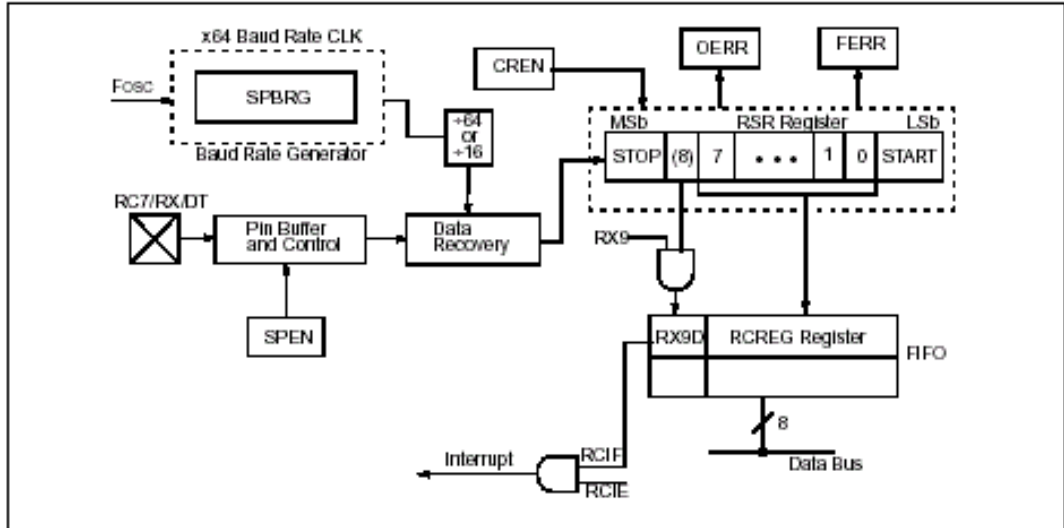 x64 Baud Rate CLK
FOSC
SPBRG
Baud Rate Generator
CREN
OERR
FERR
÷64
or
÷16
MSb
RSR Register
LSb
STOP
(8)
7
• • •
1
0
START
RC7/RX/DT
Pin Buffer
and Control
Data
Recovery
RX9
SPEN
RX9D
RCREG Register
FIFO
8
Data Bus
Interrupt
RCIF
RCIE